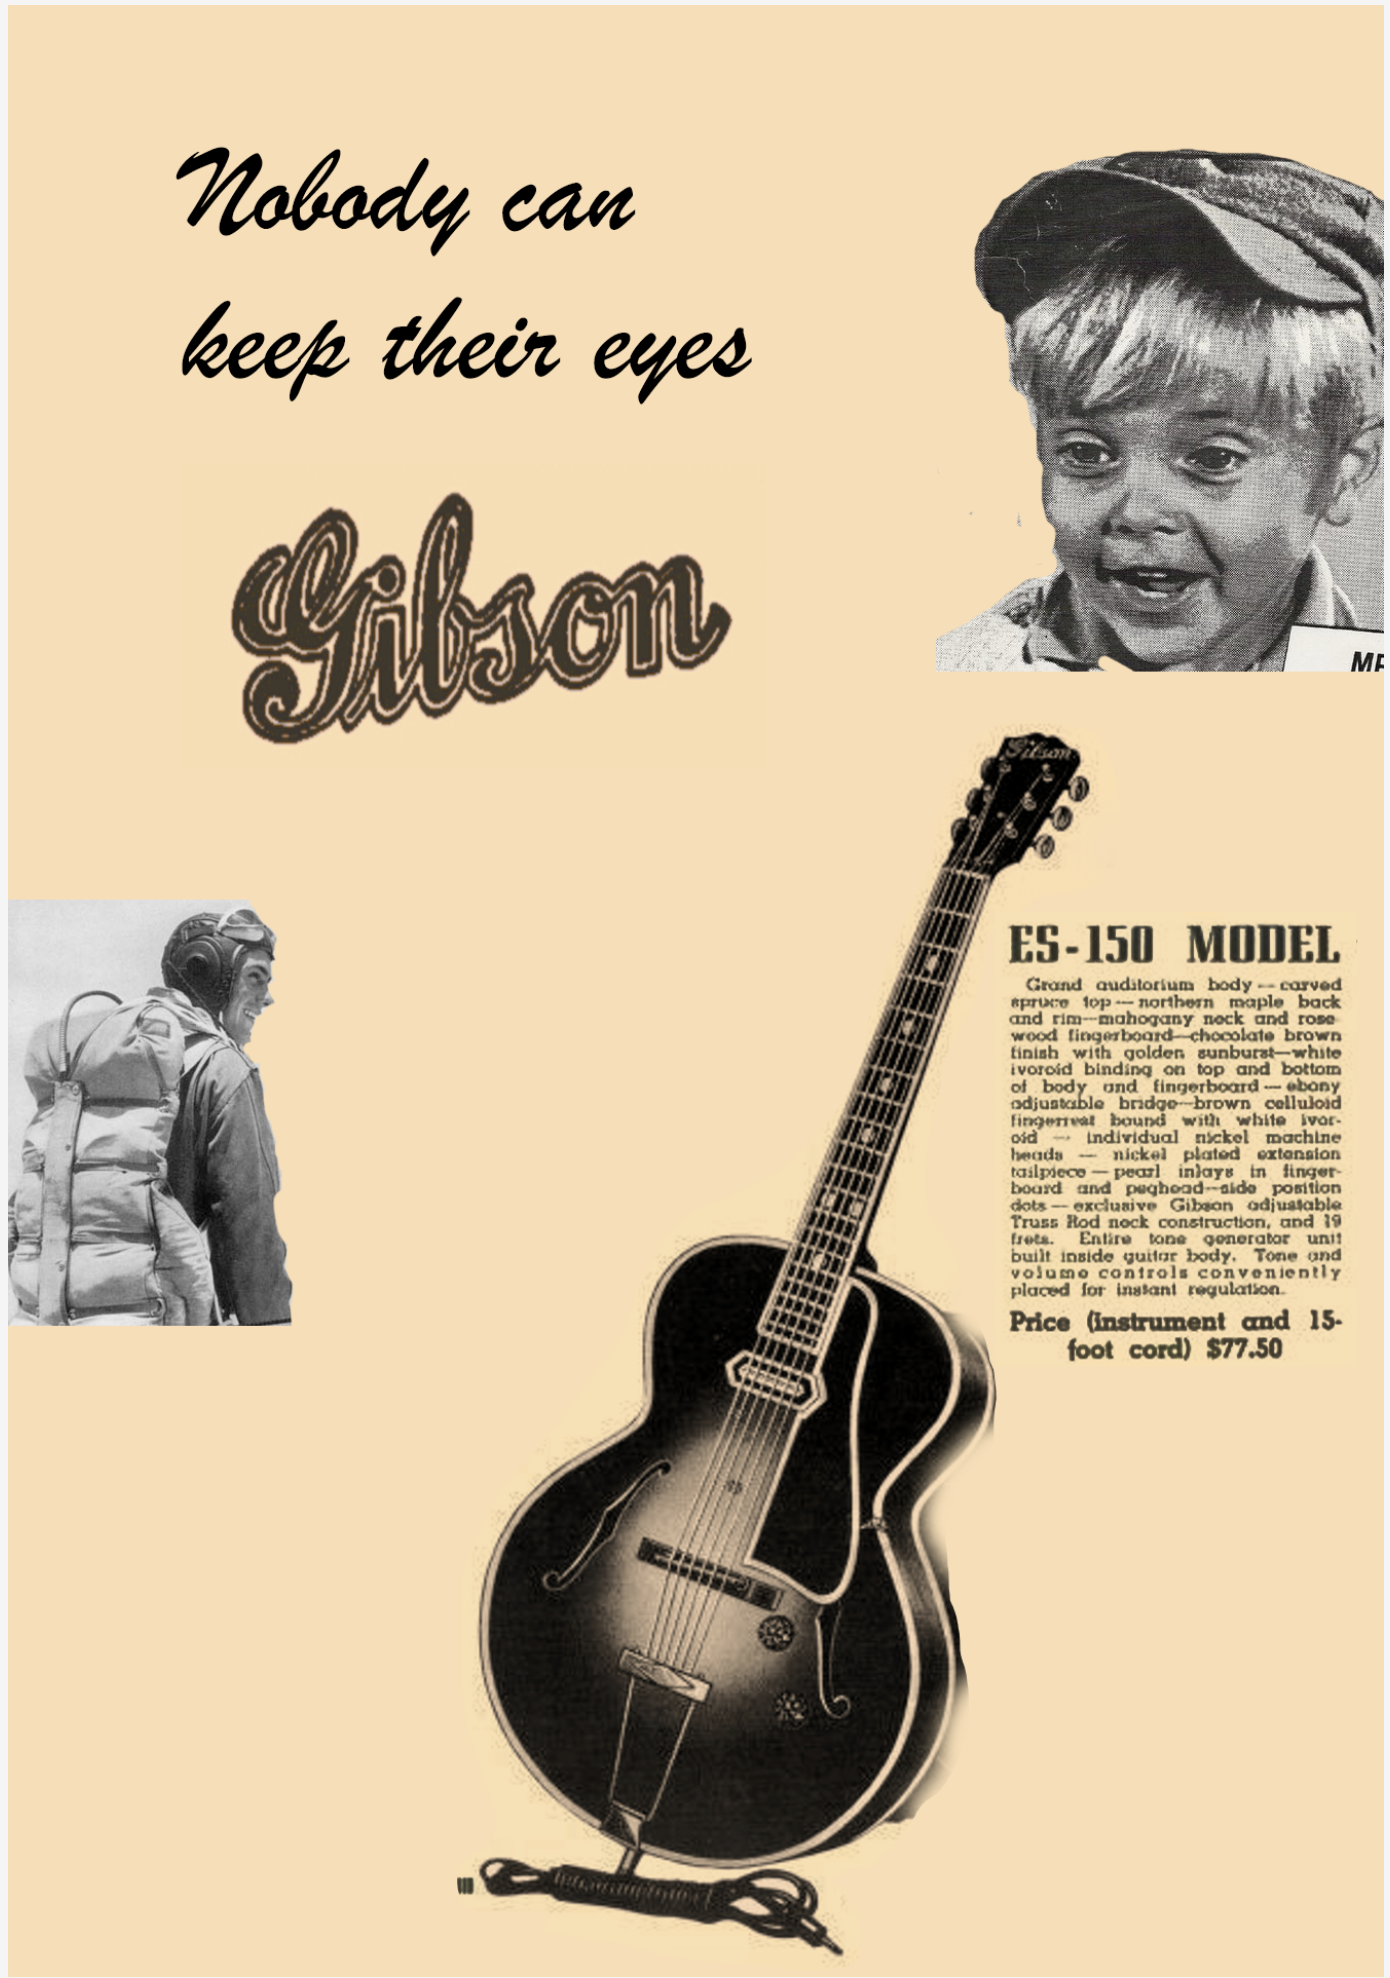 Nobody can
keep their eyes
Gibson
ME
Gibson
ES-150 MODEL
Grand auditorium body — carved
spruce top — northern maple back
and rim—mahogany neck and rose-
wood fingerboard—chocolate brown
finish with golden sunburst—white
ivoroid binding on top and bottom
of body and fingerboard — ebony
adjustable bridge—brown celluloid
fingerrest bound with white ivor-
oid — individual nickel machine
heads — nickel plated extension
tailpiece — pearl inlays in finger-
board and peghead—side position
dots — exclusive Gibson adjustable
Truss Rod neck construction, and 19
frets. Entire tone generator unit
built inside guitar body. Tone and
volume controls conveniently
placed for instant regulation.
Price (instrument and 15-
foot cord) $77.50